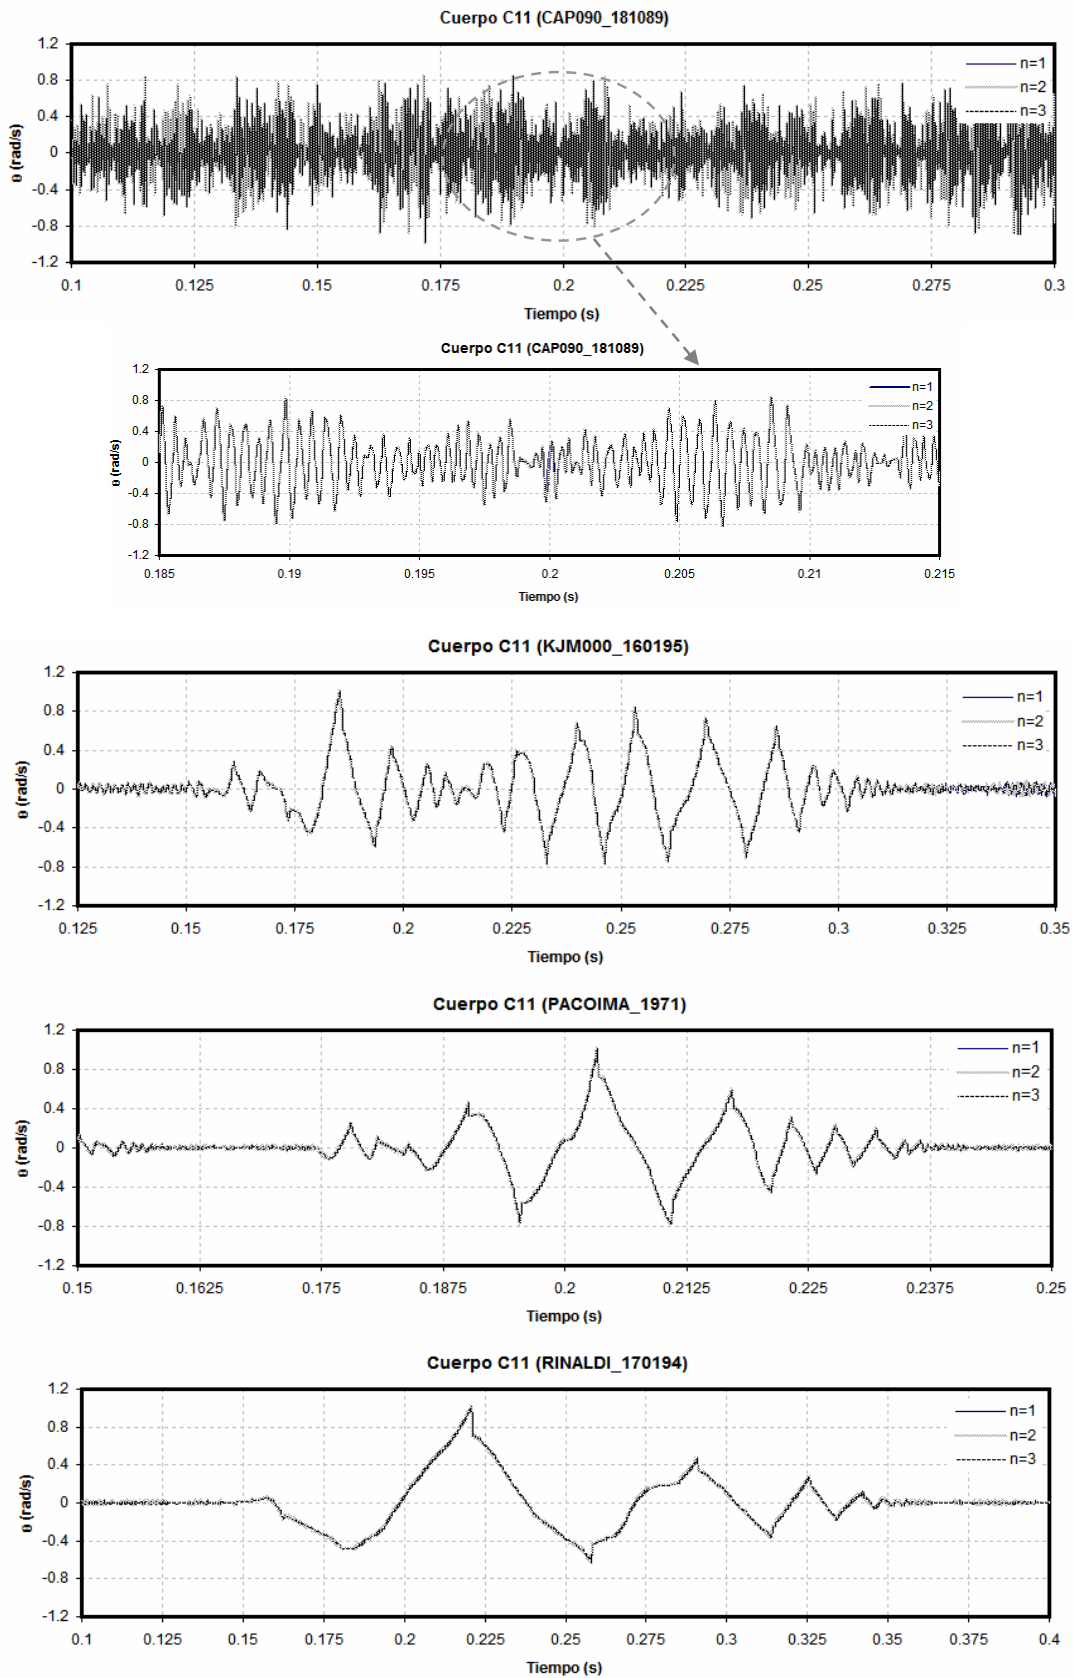 Cuerpo C11 (CAP090_181089)
1.2
0.8
0.4
0
-0.4
-0.8
-1.2
θ (rad/s)
n=1
n=2
n=3
0.1 0.125 0.15 0.175 0.2 0.225 0.25 0.275 0.3
Tiempo (s)
Cuerpo C11 (CAP090_181089)
1.2
0.8
0.4
0
-0.4
-0.8
-1.2
θ (rad/s)
n=1
n=2
n=3
0.185 0.19 0.195 0.2 0.205 0.21 0.215
Tiempo (s)
Cuerpo C11 (KJM000_160195)
1.2
0.8
0.4
0
-0.4
-0.8
-1.2
θ (rad/s)
n=1
n=2
n=3
0.125 0.15 0.175 0.2 0.225 0.25 0.275 0.3 0.325 0.35
Tiempo (s)
Cuerpo C11 (PACOIMA_1971)
1.2
0.8
0.4
0
-0.4
-0.8
-1.2
θ (rad/s)
n=1
n=2
n=3
0.15 0.1625 0.175 0.1875 0.2 0.2125 0.225 0.2375 0.25
Tiempo (s)
Cuerpo C11 (RINALDI_170194)
1.2
0.8
0.4
0
-0.4
-0.8
-1.2
θ (rad/s)
n=1
n=2
n=3
0.1 0.125 0.15 0.175 0.2 0.225 0.25 0.275 0.3 0.325 0.35 0.375 0.4
Tiempo (s)